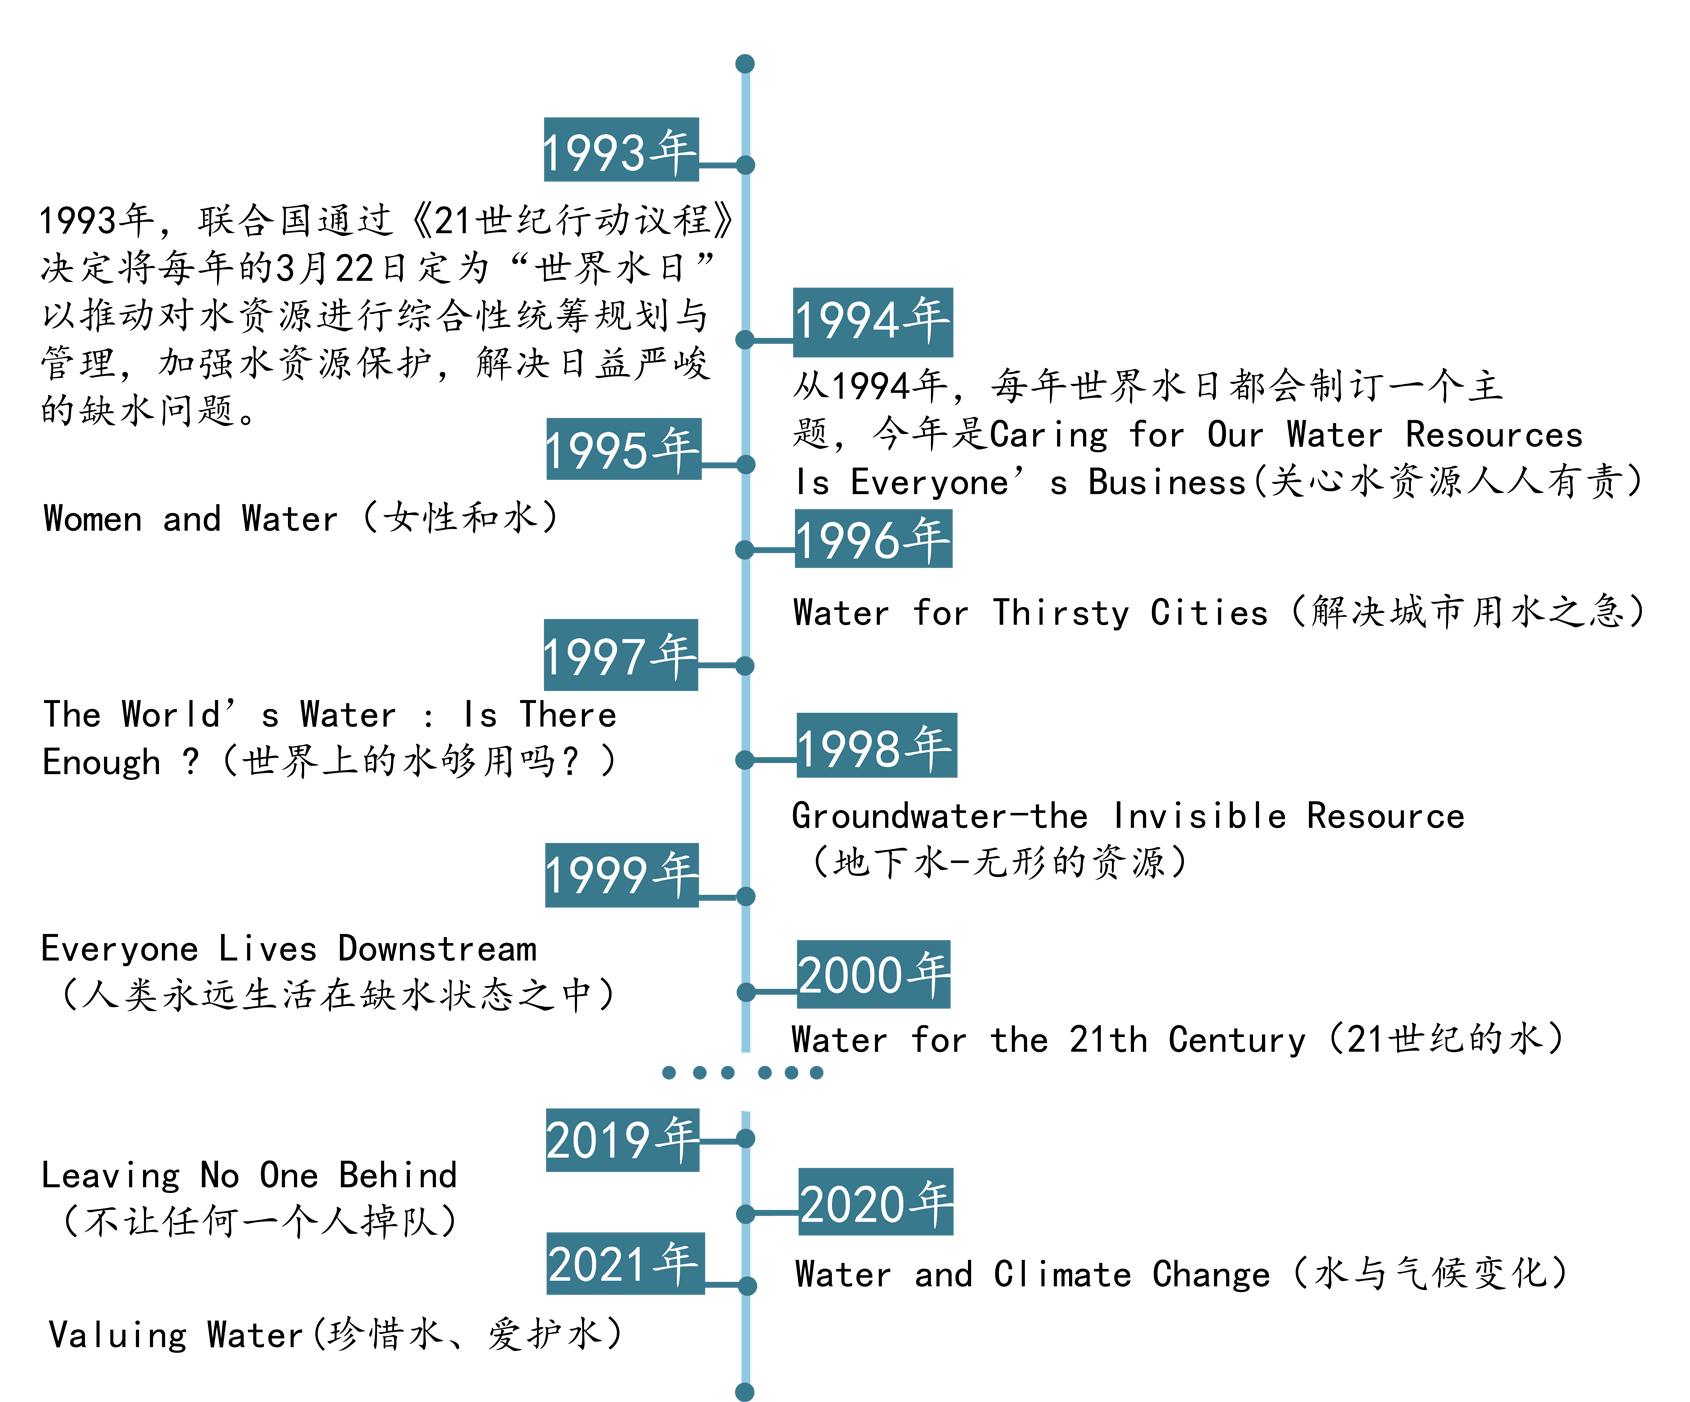 1993年
1993年，联合国通过《21世纪行动议程》
决定将每年的3月22日定为“世界水日”
以推动对水资源进行综合性统筹规划与
管理，加强水资源保护，解决日益严峻
的缺水问题。
1994年
从1994年，每年世界水日都会制订一个主
题，今年是Caring for Our Water Resources
Is Everyone’s Business(关心水资源人人有责）
1995年
Women and Water（女性和水）
1996年
Water for Thirsty Cities（解决城市用水之急）
1997年
The World’s Water : Is There
Enough ?（世界上的水够用吗？）
1998年
Groundwater-the Invisible Resource
（地下水-无形的资源）
1999年
Everyone Lives Downstream
（人类永远生活在缺水状态之中）
2000年
Water for the 21th Century（21世纪的水）
2019年
Leaving No One Behind
（不让任何一个人掉队）
2020年
Water and Climate Change（水与气候变化）
2021年
Valuing Water(珍惜水、爱护水）